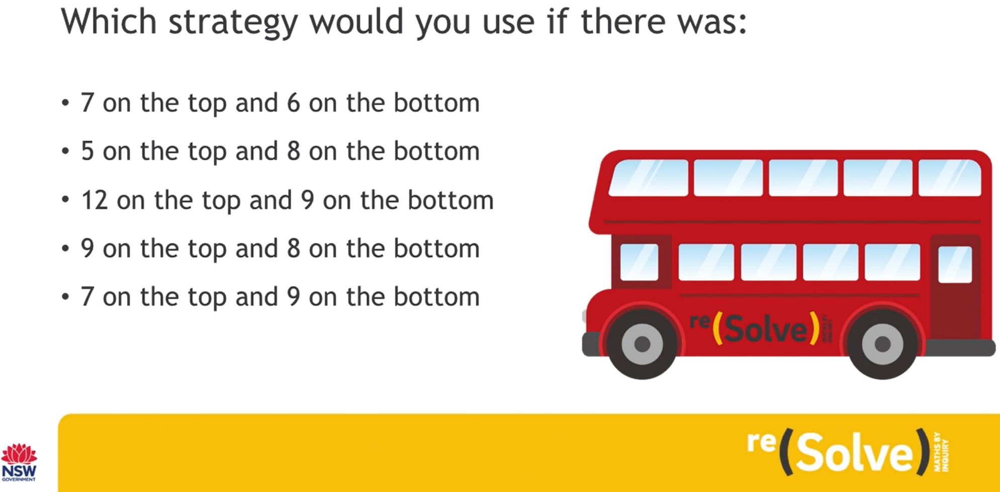 Which strategy would you use if there was:
• 7 on the top and 6 on the bottom
• 5 on the top and 8 on the bottom
• 12 on the top and 9 on the bottom
• 9 on the top and 8 on the bottom
• 7 on the top and 9 on the bottom
re(Solve)
NSW
GOVERNMENT
re(Solve)
MATHS BY
INQUIRY